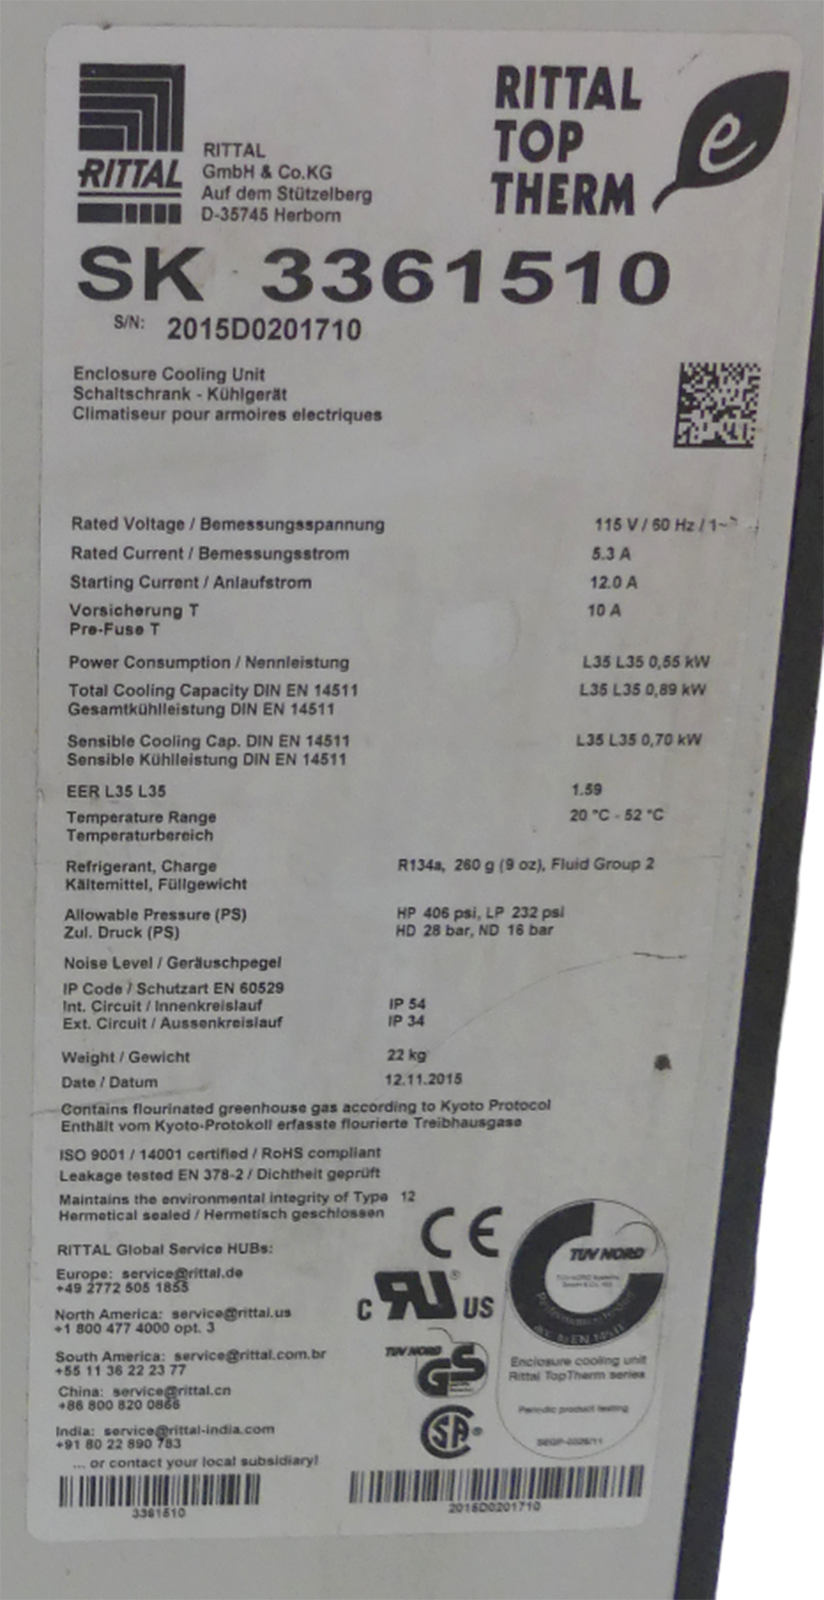 RITTAL
RITTAL
GmbH & Co.KG
Auf dem Stützelberg
D-35745 Herborn
RITTAL
TOP
THERM
e
SK 3361510
S/N: 2015D0201710
Enclosure Cooling Unit
Schaltschrank - Kühlgerät
Climatiseur pour armoires electriques
Rated Voltage / Bemessungsspannung 115 V / 60 Hz / 1~
Rated Current / Bemessungsstrom 5.3 A
Starting Current / Anlaufstrom 12.0 A
Vorsicherung T 10 A
Pre-Fuse T
Power Consumption / Nennleistung L35 L35 0,55 kW
Total Cooling Capacity DIN EN 14511 L35 L35 0,89 kW
Gesamtkühlleistung DIN EN 14511
Sensible Cooling Cap. DIN EN 14511 L35 L35 0,70 kW
Sensible Kühlleistung DIN EN 14511
EER L35 L35 1.59
Temperature Range 20 °C - 52 °C
Temperaturbereich
Refrigerant, Charge R134a, 260 g (9 oz), Fluid Group 2
Kältemittel, Füllgewicht
Allowable Pressure (PS) HP 406 psi, LP 232 psi
Zul. Druck (PS) HD 28 bar, ND 16 bar
Noise Level / Geräuschpegel
IP Code / Schutzart EN 60529
Int. Circuit / Innenkreislauf IP 54
Ext. Circuit / Aussenkreislauf IP 34
Weight / Gewicht 22 kg
Date / Datum 12.11.2015
Contains flourinated greenhouse gas according to Kyoto Protocol
Enthält vom Kyoto-Protokoll erfasste flourierte Treibhausgase
ISO 9001 / 14001 certified / RoHS compliant
Leakage tested EN 378-2 / Dichtheit geprüft
Maintains the environmental integrity of Type 12
Hermetical sealed / Hermetisch geschlossen
RITTAL Global Service HUBs:
Europe: service@rittal.de
+49 2772 505 1855
North America: service@rittal.us
+1 800 477 4000 opt. 3
South America: service@rittal.com.br
+55 11 36 22 23 77
China: service@rittal.cn
+86 800 820 0866
India: service@rittal-india.com
+91 80 22 890 783
... or contact your local subsidiary!
3361510
CE
c RU ® US
TÜV NORD
GS
SA ®
TÜV NORD
EN 14511
Enclosure cooling unit
Rittal TopTherm series
Periodic product testing
2015D0201710